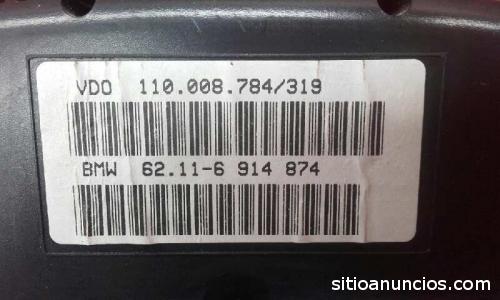 VDO 110.008.784/319
BMW 62.11-6 914 874
sitioanuncios.com